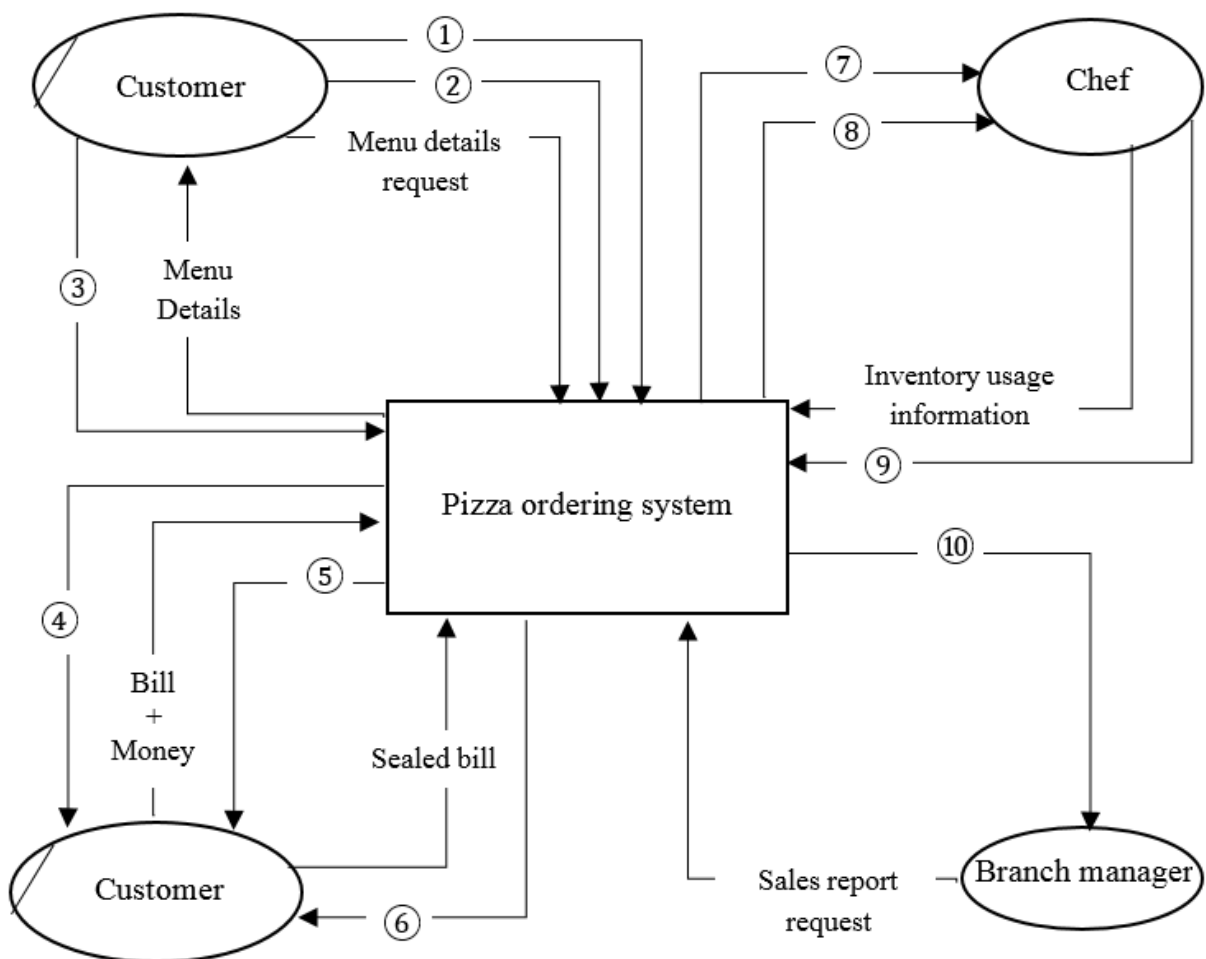 Customer
①
②
Menu details
request
③
Menu
Details
⑦
Chef
⑧
Inventory usage
information
⑨
Pizza ordering system
⑩
④
⑤
Bill
+
Money
Sealed bill
Customer
⑥
Sales report
request
Branch manager